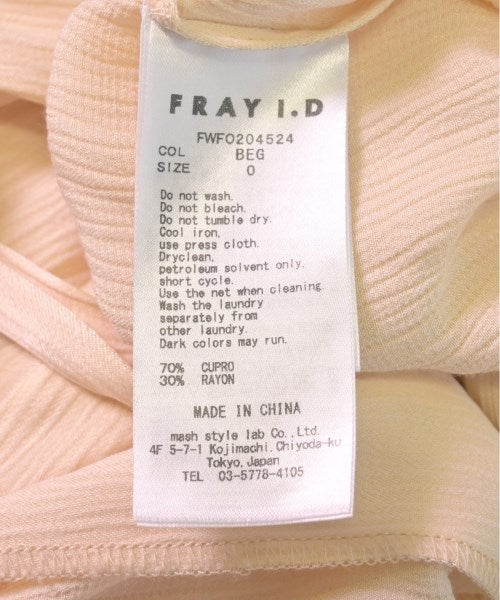 FRAY I.D
FWFO204524
COL BEG
SIZE 0
Do not wash.
Do not bleach.
Do not tumble dry.
Cool iron.
use press cloth.
Dryclean,
petroleum solvent only.
short cycle.
Use the net when cleaning.
Wash the laundry
separately from
other laundry.
Dark colors may run.
70% CUPRO
30% RAYON
MADE IN CHINA
mash style lab Co.,Ltd.
4F 5-7-1 Kojimachi,Chiyoda-ku
Tokyo,Japan
TEL 03-5778-4105